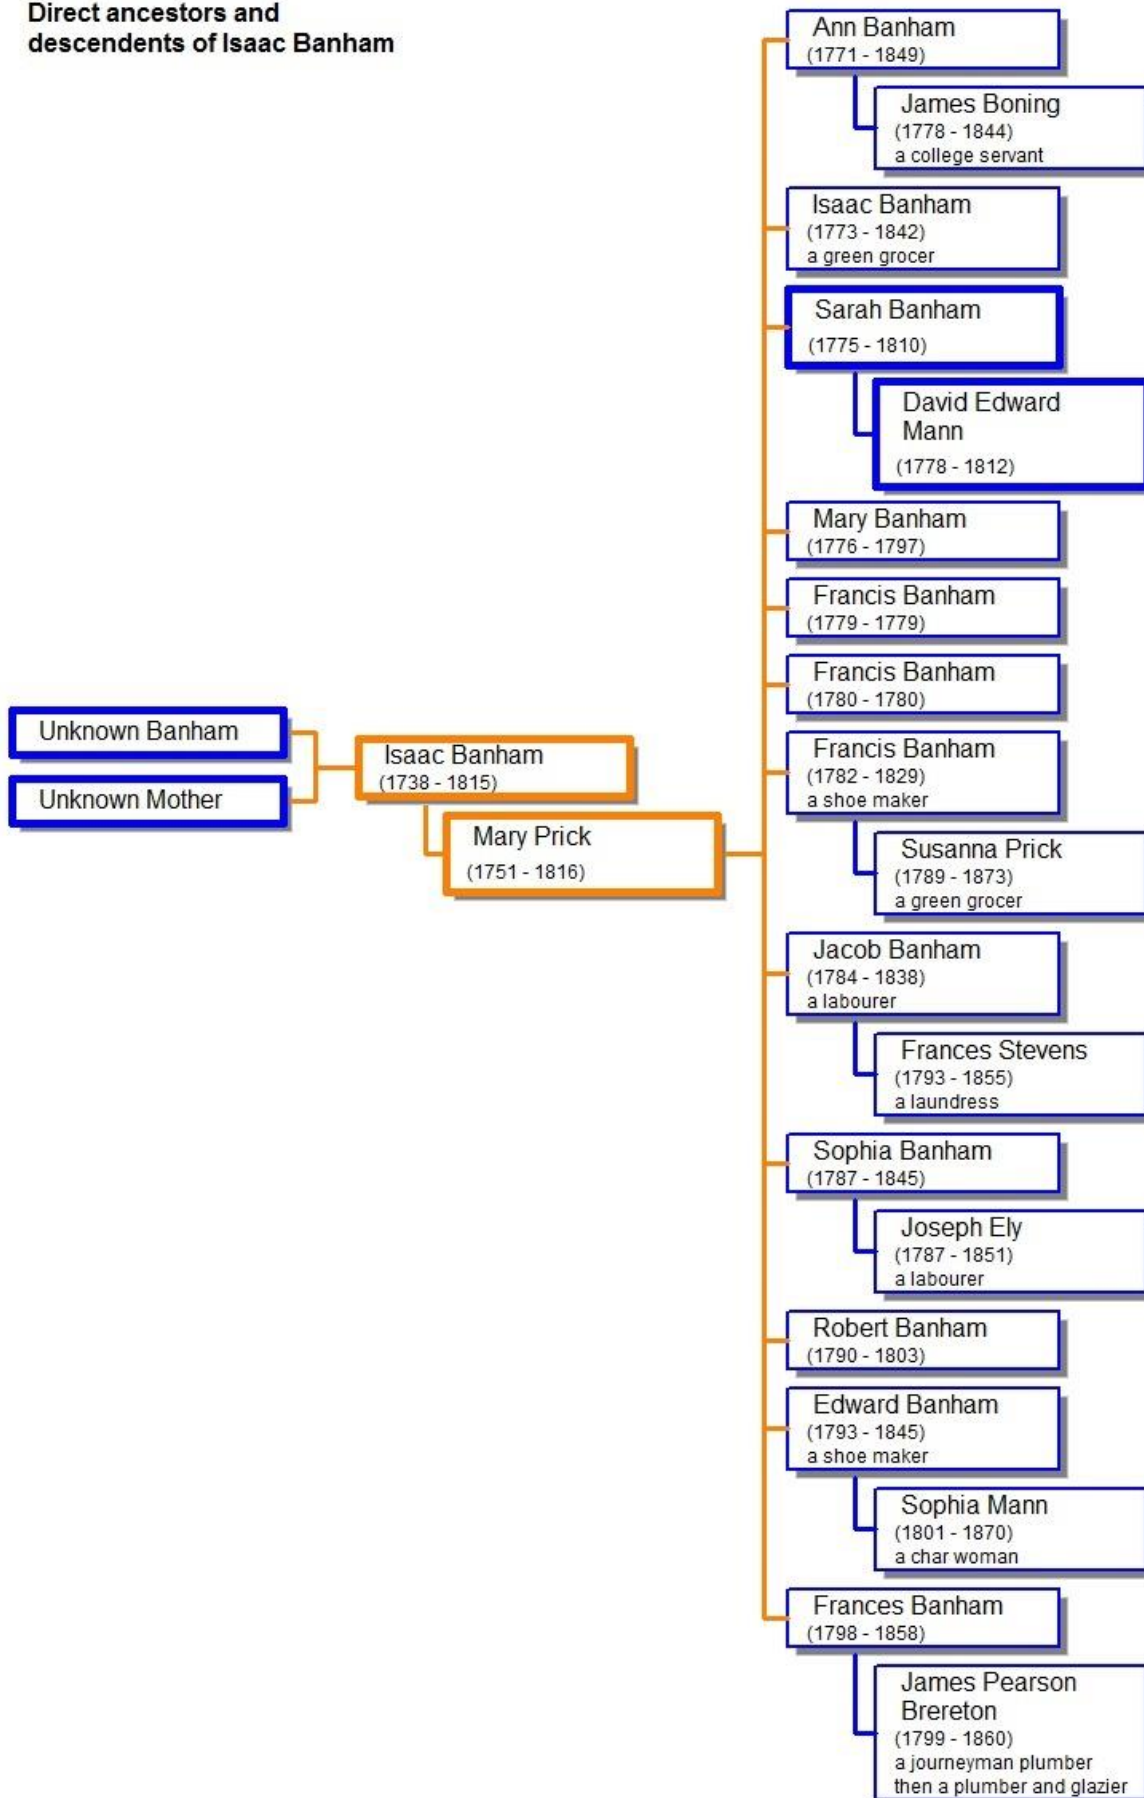 Direct ancestors and
descendents of Isaac Banham
Unknown Banham
Unknown Mother
Isaac Banham
(1738 - 1815)
Mary Prick
(1751 - 1816)
Ann Banham
(1771 - 1849)
James Boning
(1778 - 1844)
a college servant
Isaac Banham
(1773 - 1842)
a green grocer
Sarah Banham
(1775 - 1810)
David Edward
Mann
(1778 - 1812)
Mary Banham
(1776 - 1797)
Francis Banham
(1779 - 1779)
Francis Banham
(1780 - 1780)
Francis Banham
(1782 - 1829)
a shoe maker
Susanna Prick
(1789 - 1873)
a green grocer
Jacob Banham
(1784 - 1838)
a labourer
Frances Stevens
(1793 - 1855)
a laundress
Sophia Banham
(1787 - 1845)
Joseph Ely
(1787 - 1851)
a labourer
Robert Banham
(1790 - 1803)
Edward Banham
(1793 - 1845)
a shoe maker
Sophia Mann
(1801 - 1870)
a char woman
Frances Banham
(1798 - 1858)
James Pearson
Brereton
(1799 - 1860)
a journeyman plumber
then a plumber and glazier